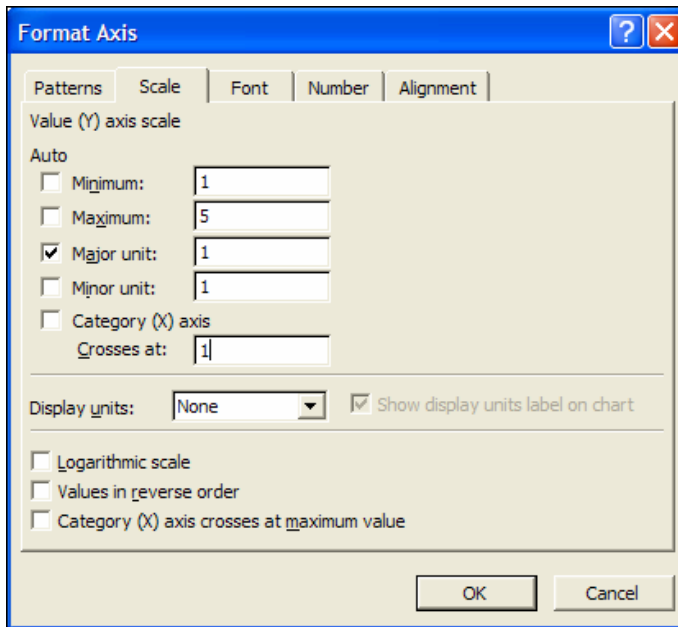 Format Axis
Patterns Scale Font Number Alignment
Value (Y) axis scale
Auto
Minimum: 1
Maximum: 5
Major unit: 1
Minor unit: 1
Category (X) axis
Crosses at: 1
Display units: None Show display units label on chart
Logarithmic scale
Values in reverse order
Category (X) axis crosses at maximum value
OK Cancel